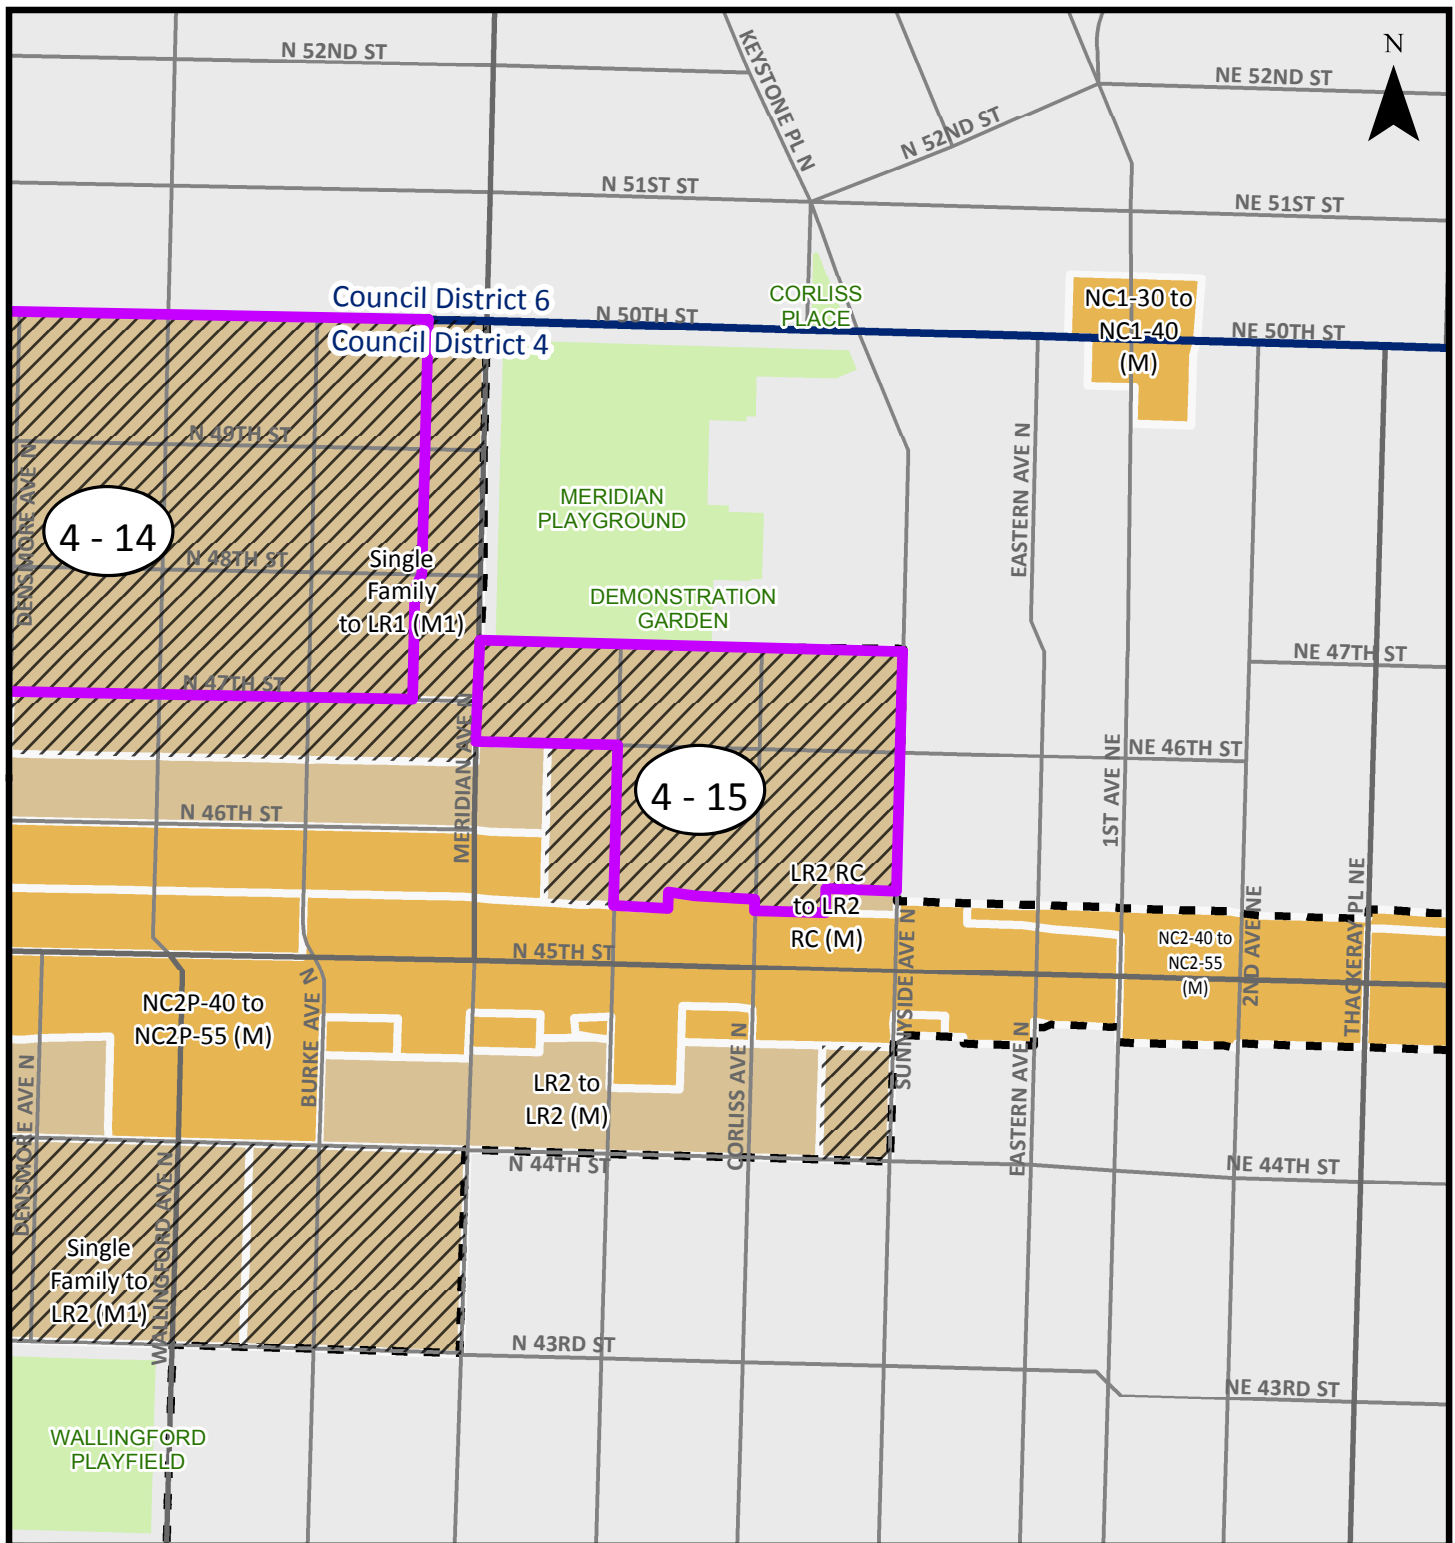 N
N 52ND ST
KEYSTONE PL N
N 52ND ST
NE 52ND ST
N 51ST ST
NE 51ST ST
Council District 6
Council District 4
N 50TH ST
CORLISS
PLACE
NC1-30 to
NC1-40
(M)
NE 50TH ST
N 49TH ST
DENSMORE AVE N
4 - 14
N 48TH ST
Single
Family
to LR1 (M1)
MERIDIAN
PLAYGROUND
DEMONSTRATION
GARDEN
EASTERN AVE N
NE 47TH ST
N 47TH ST
MERIDIAN AVE N
4 - 15
1ST AVE NE
NE 46TH ST
N 46TH ST
LR2 RC
to LR2
RC (M)
N 45TH ST
SUNNYSIDE AVE N
NC2-40 to
NC2-55
(M)
2ND AVE NE
THACKERAY PL NE
NC2P-40 to
NC2P-55 (M)
BURKE AVE N
LR2 to
LR2 (M)
CORLISS AVE N
EASTERN AVE N
DENSMORE AVE N
WALLINGFORD AVE N
N 44TH ST
NE 44TH ST
Single
Family to
LR2 (M1)
N 43RD ST
NE 43RD ST
WALLINGFORD
PLAYFIELD